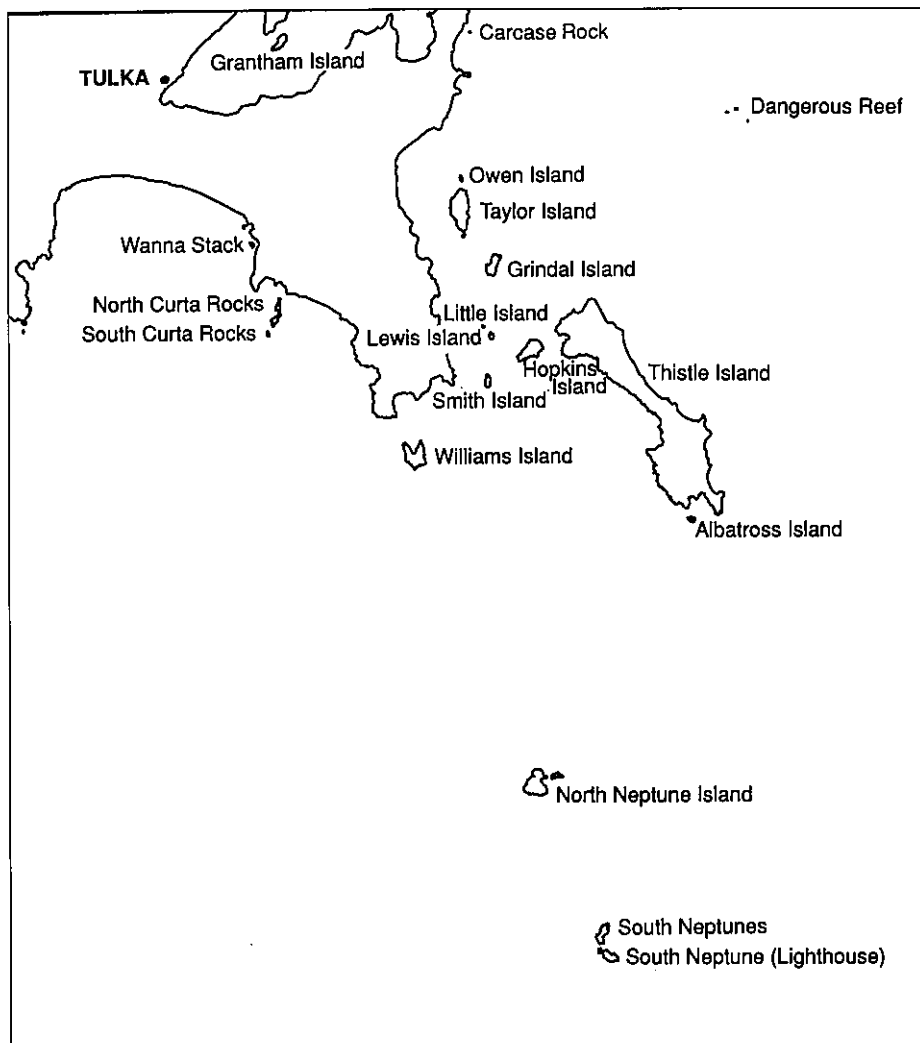 Carcase Rock
Grantham Island
TULKA
Dangerous Reef
Owen Island
Taylor Island
Wanna Stack
Grindal Island
North Curta Rocks
Little Island
South Curta Rocks
Lewis Island
Hopkins
Island
Thistle Island
Smith Island
Williams Island
Albatross Island
North Neptune Island
South Neptunes
South Neptune (Lighthouse)